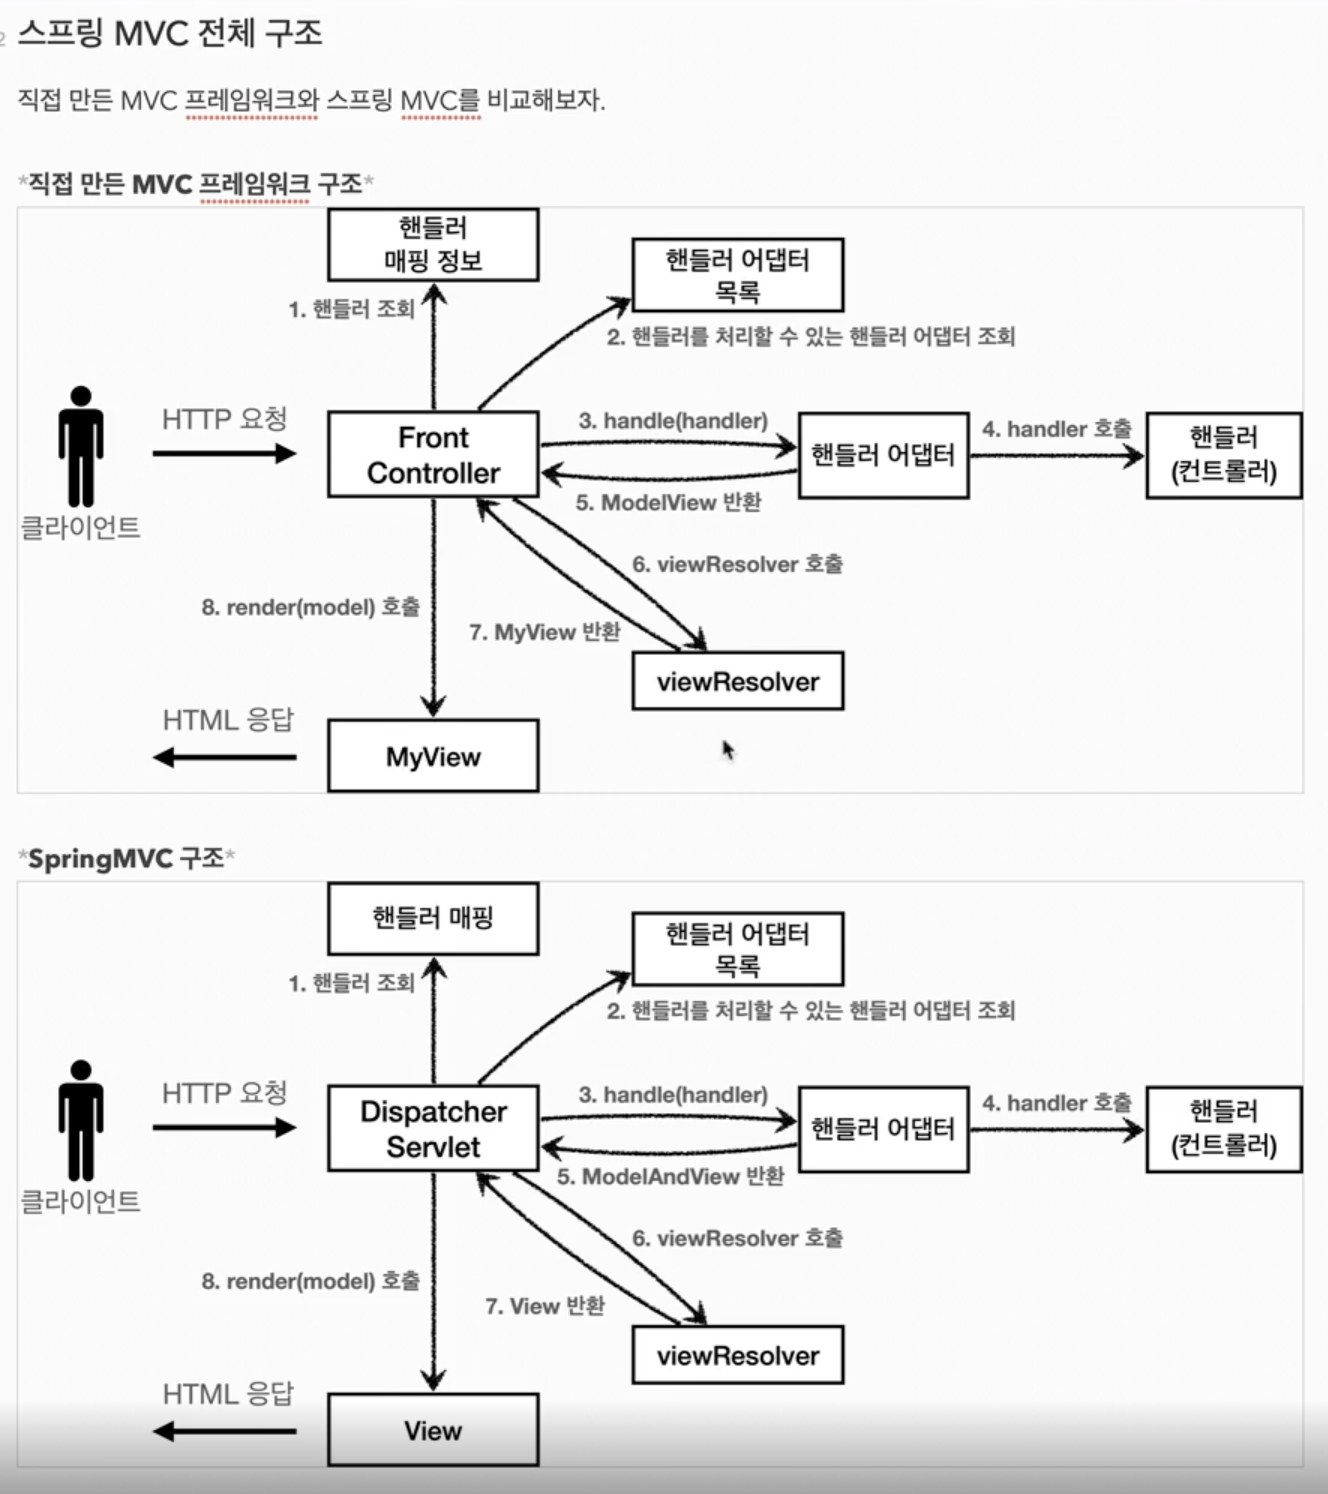 2
스프링 MVC 전체 구조
직접 만든 MVC 프레임워크와 스프링 MVC를 비교해보자.
*직접 만든 MVC 프레임워크 구조*
핸들러
매핑 정보
핸들러 어댑터
목록
1. 핸들러 조회
2. 핸들러를 처리할 수 있는 핸들러 어댑터 조회
HTTP 요청
Front
Controller
3. handle(handler)
핸들러 어댑터
4. handler 호출
핸들러
(컨트롤러)
클라이언트
5. ModelView 반환
6. viewResolver 호출
8. render(model) 호출
7. MyView 반환
viewResolver
HTML 응답
MyView
*SpringMVC 구조*
핸들러 매핑
핸들러 어댑터
목록
1. 핸들러 조회
2. 핸들러를 처리할 수 있는 핸들러 어댑터 조회
HTTP 요청
Dispatcher
Servlet
3. handle(handler)
핸들러 어댑터
4. handler 호출
핸들러
(컨트롤러)
클라이언트
5. ModelAndView 반환
6. viewResolver 호출
8. render(model) 호출
7. View 반환
viewResolver
HTML 응답
View